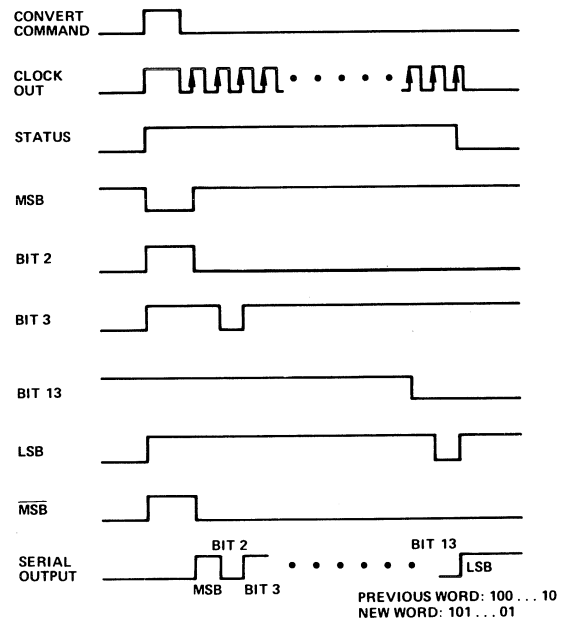 CONVERT
COMMAND
CLOCK
OUT
STATUS
MSB
BIT 2
BIT 3
BIT 13
LSB
MSB
SERIAL
OUTPUT
BIT 2
BIT 13
MSB
BIT 3
LSB
PREVIOUS WORD: 100 . . . 10
NEW WORD: 101 . . . 01